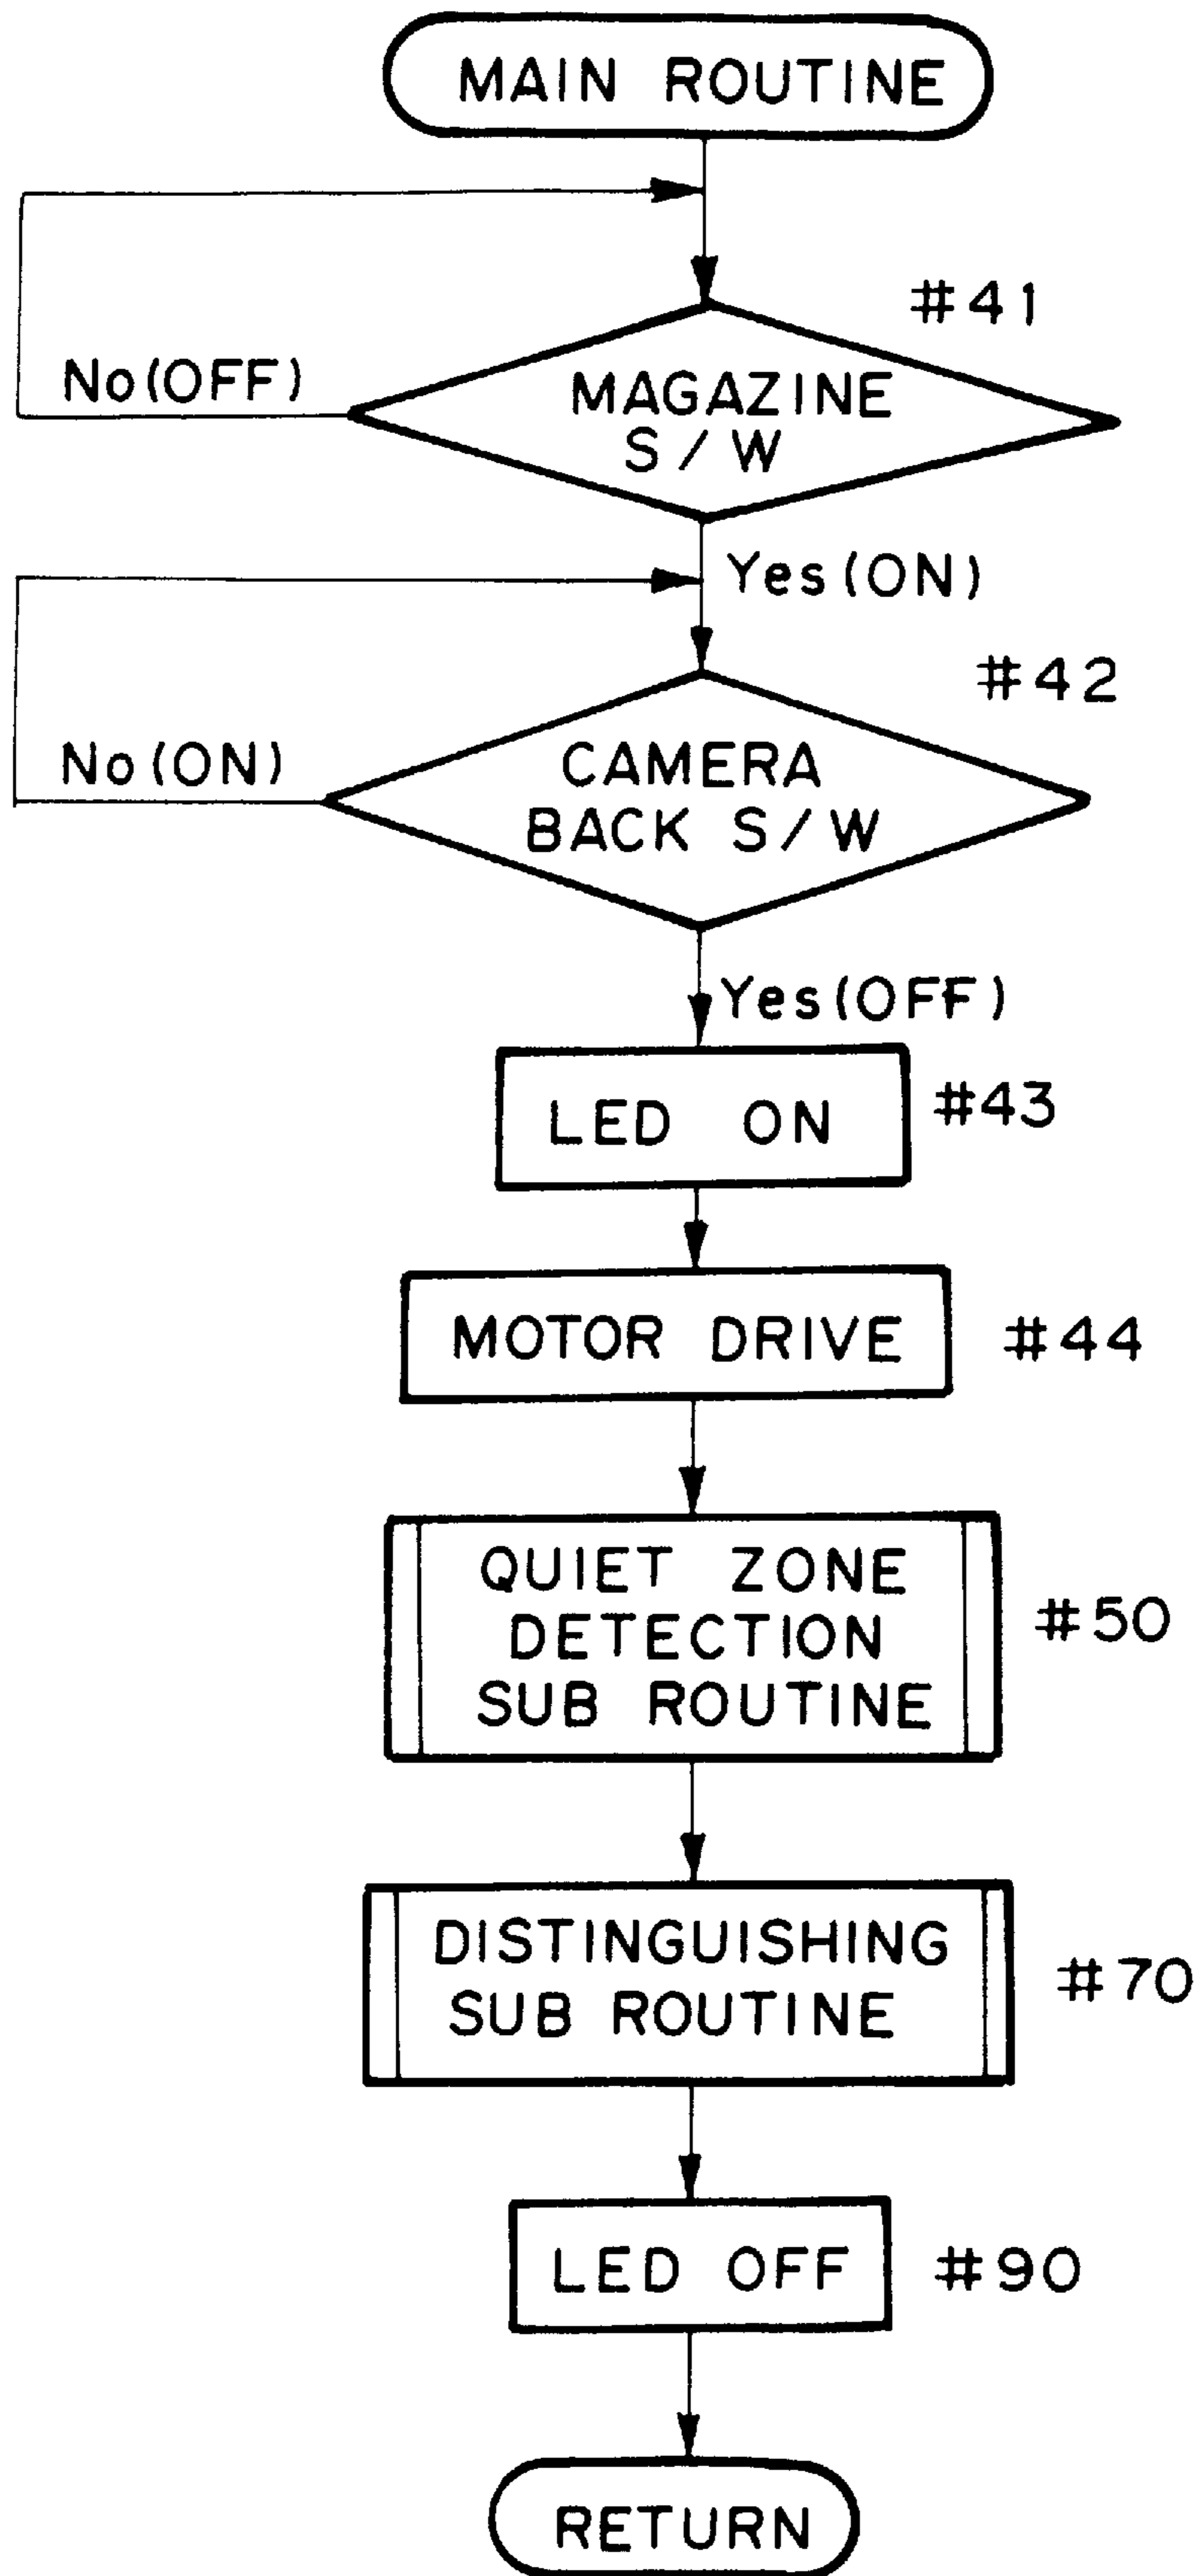 MAIN ROUTINE
#41
No(OFF)
MAGAZINE
S/W
Yes(ON)
#42
No(ON)
CAMERA
BACK S/W
Yes(OFF)
LED ON
#43
MOTOR DRIVE
#44
QUIET ZONE
DETECTION
SUB ROUTINE
#50
DISTINGUISHING
SUB ROUTINE
#70
LED OFF
#90
RETURN